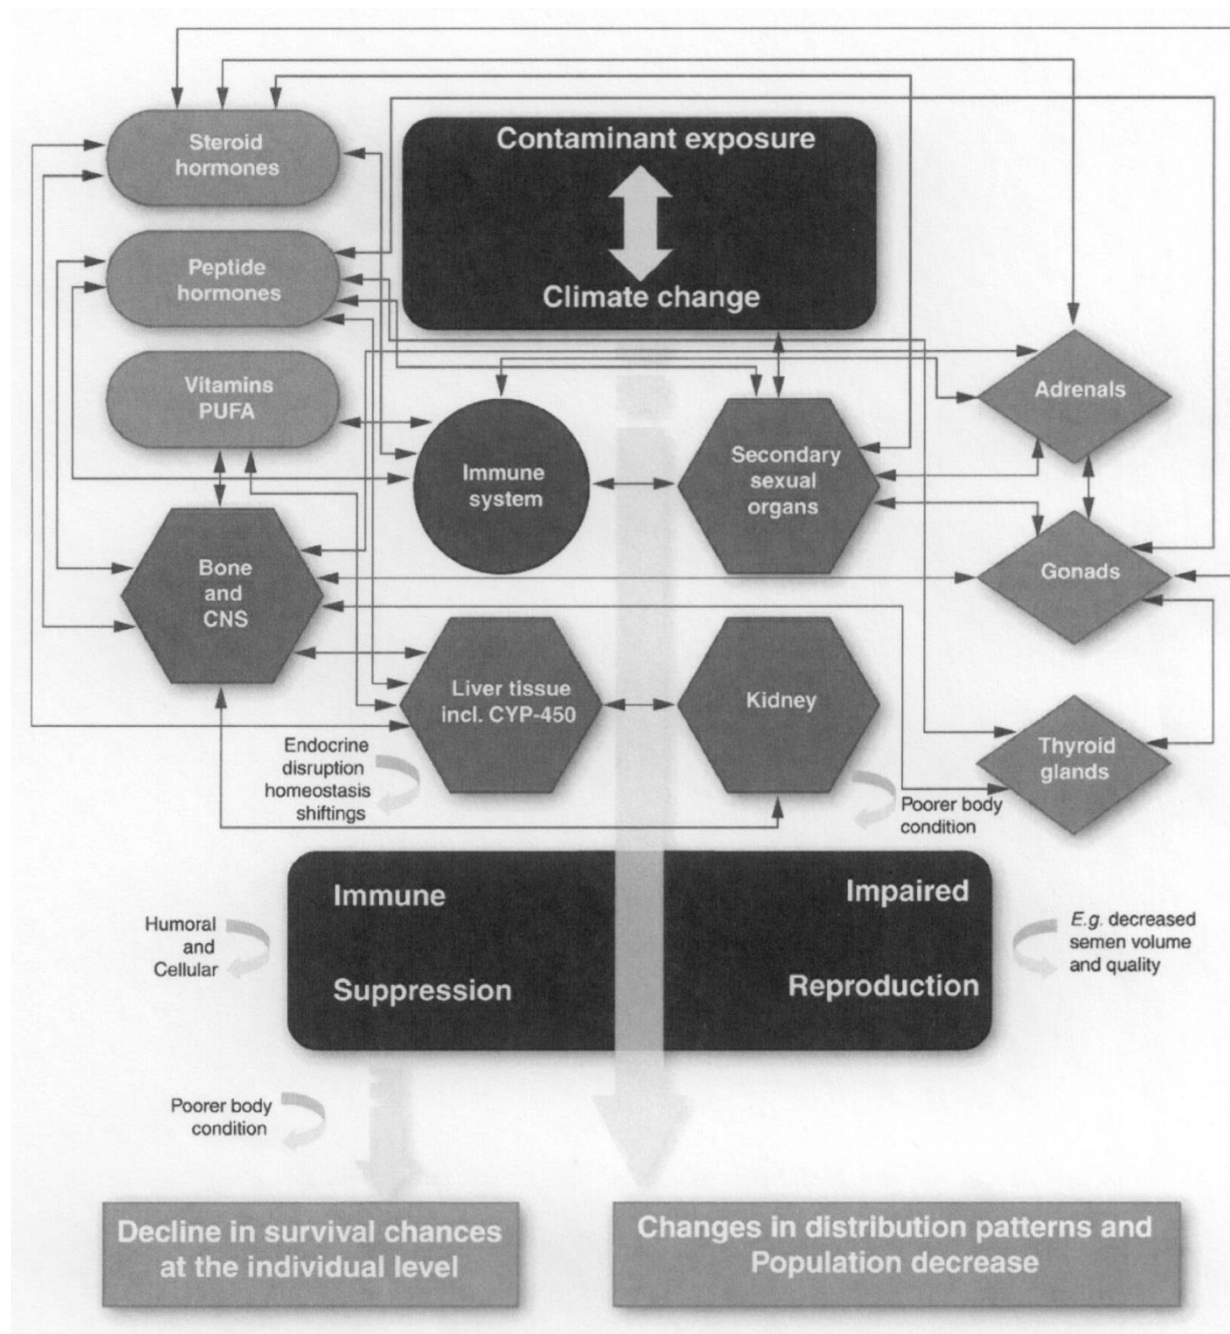 Steroid
hormones
Contaminant exposure
Climate change
Peptide
hormones
Vitamins
PUFA
Adrenals
Immune
system
Secondary
sexual
organs
Bone
and
CNS
Gonads
Liver tissue
incl. CYP-450
Kidney
Thyroid
glands
Endocrine
disruption
homeostasis
shiftings
Poorer body
condition
Immune
Suppression
Impaired
Reproduction
Humoral
and
Cellular
E.g. decreased
semen volume
and quality
Poorer body
condition
Decline in survival chances
at the individual level
Changes in distribution patterns and
Population decrease